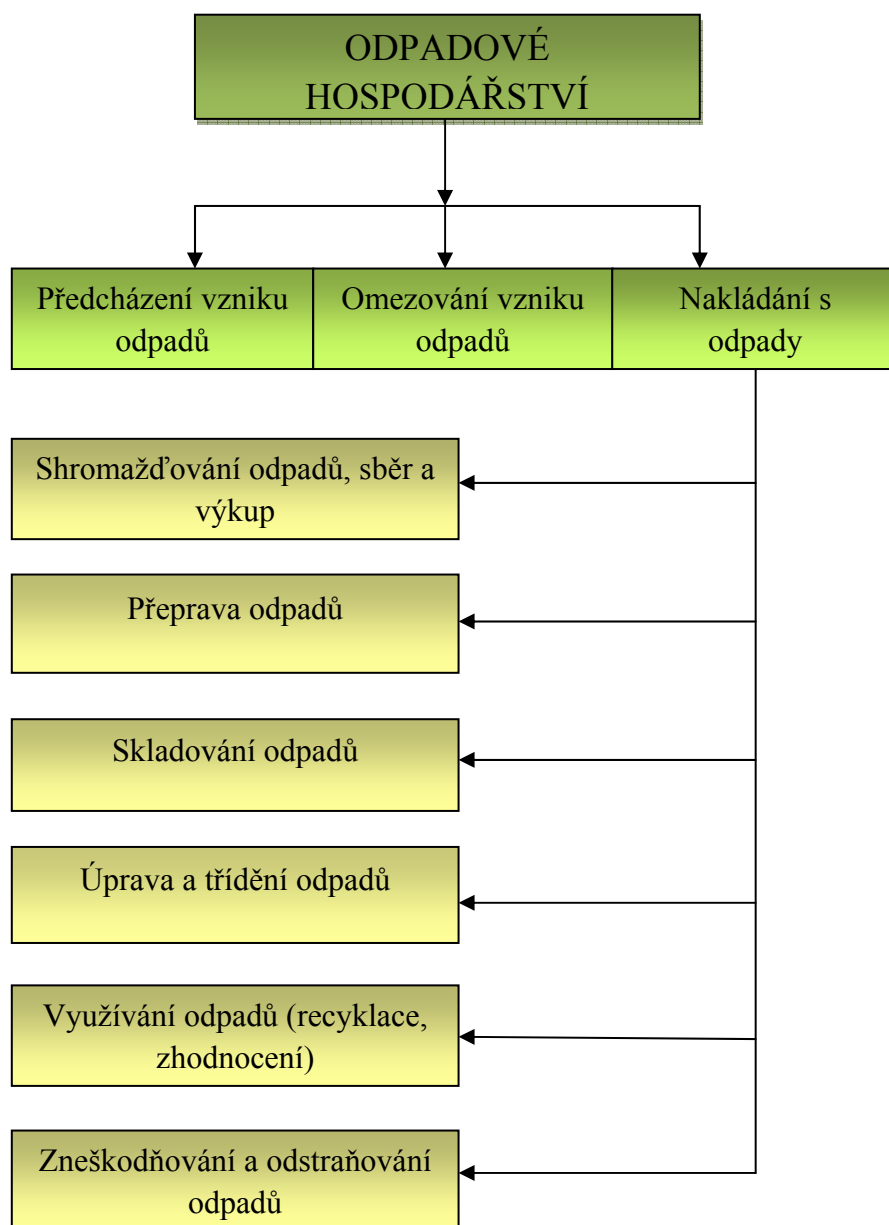 ODPADOVÉ
HOSPODÁŘSTVÍ
Předcházení vzniku
odpadů
Omezování vzniku
odpadů
Nakládání s
odpady
Shromažďování odpadů, sběr a
výkup
Přeprava odpadů
Skladování odpadů
Úprava a třídění odpadů
Využívání odpadů (recyklace,
zhodnocení)
Zneškodňování a odstraňování
odpadů